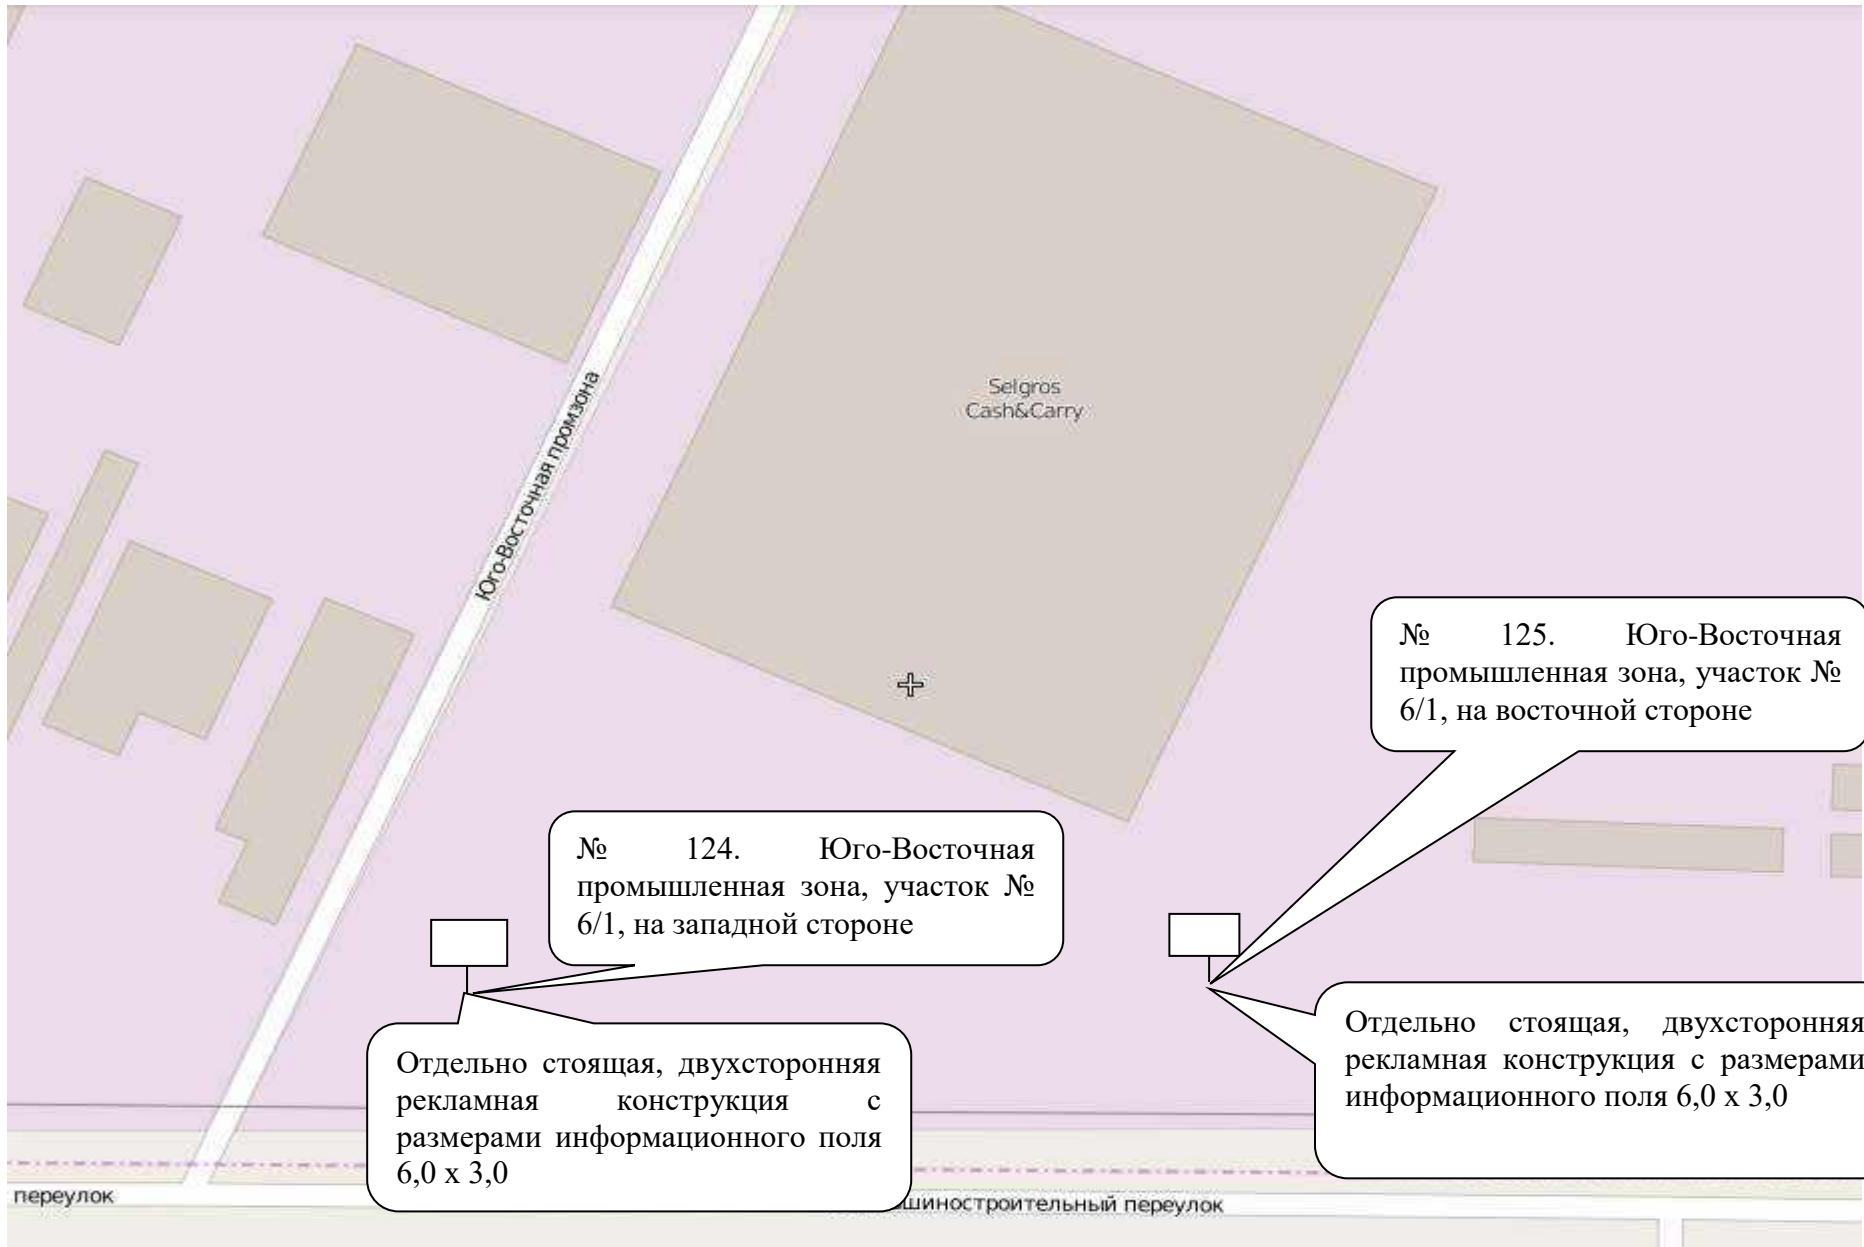 Selgros
Cash&Carry
Юго-Восточная промзона
№ 125. Юго-Восточная
промышленная зона, участок №
6/1, на восточной стороне
№ 124. Юго-Восточная
промышленная зона, участок №
6/1, на западной стороне
Отдельно стоящая, двухсторонняя
рекламная конструкция с размерами
информационного поля 6,0 х 3,0
Отдельно стоящая, двухсторонняя
рекламная конструкция с
размерами информационного поля
6,0 х 3,0
переулок
шиностроительный переулок